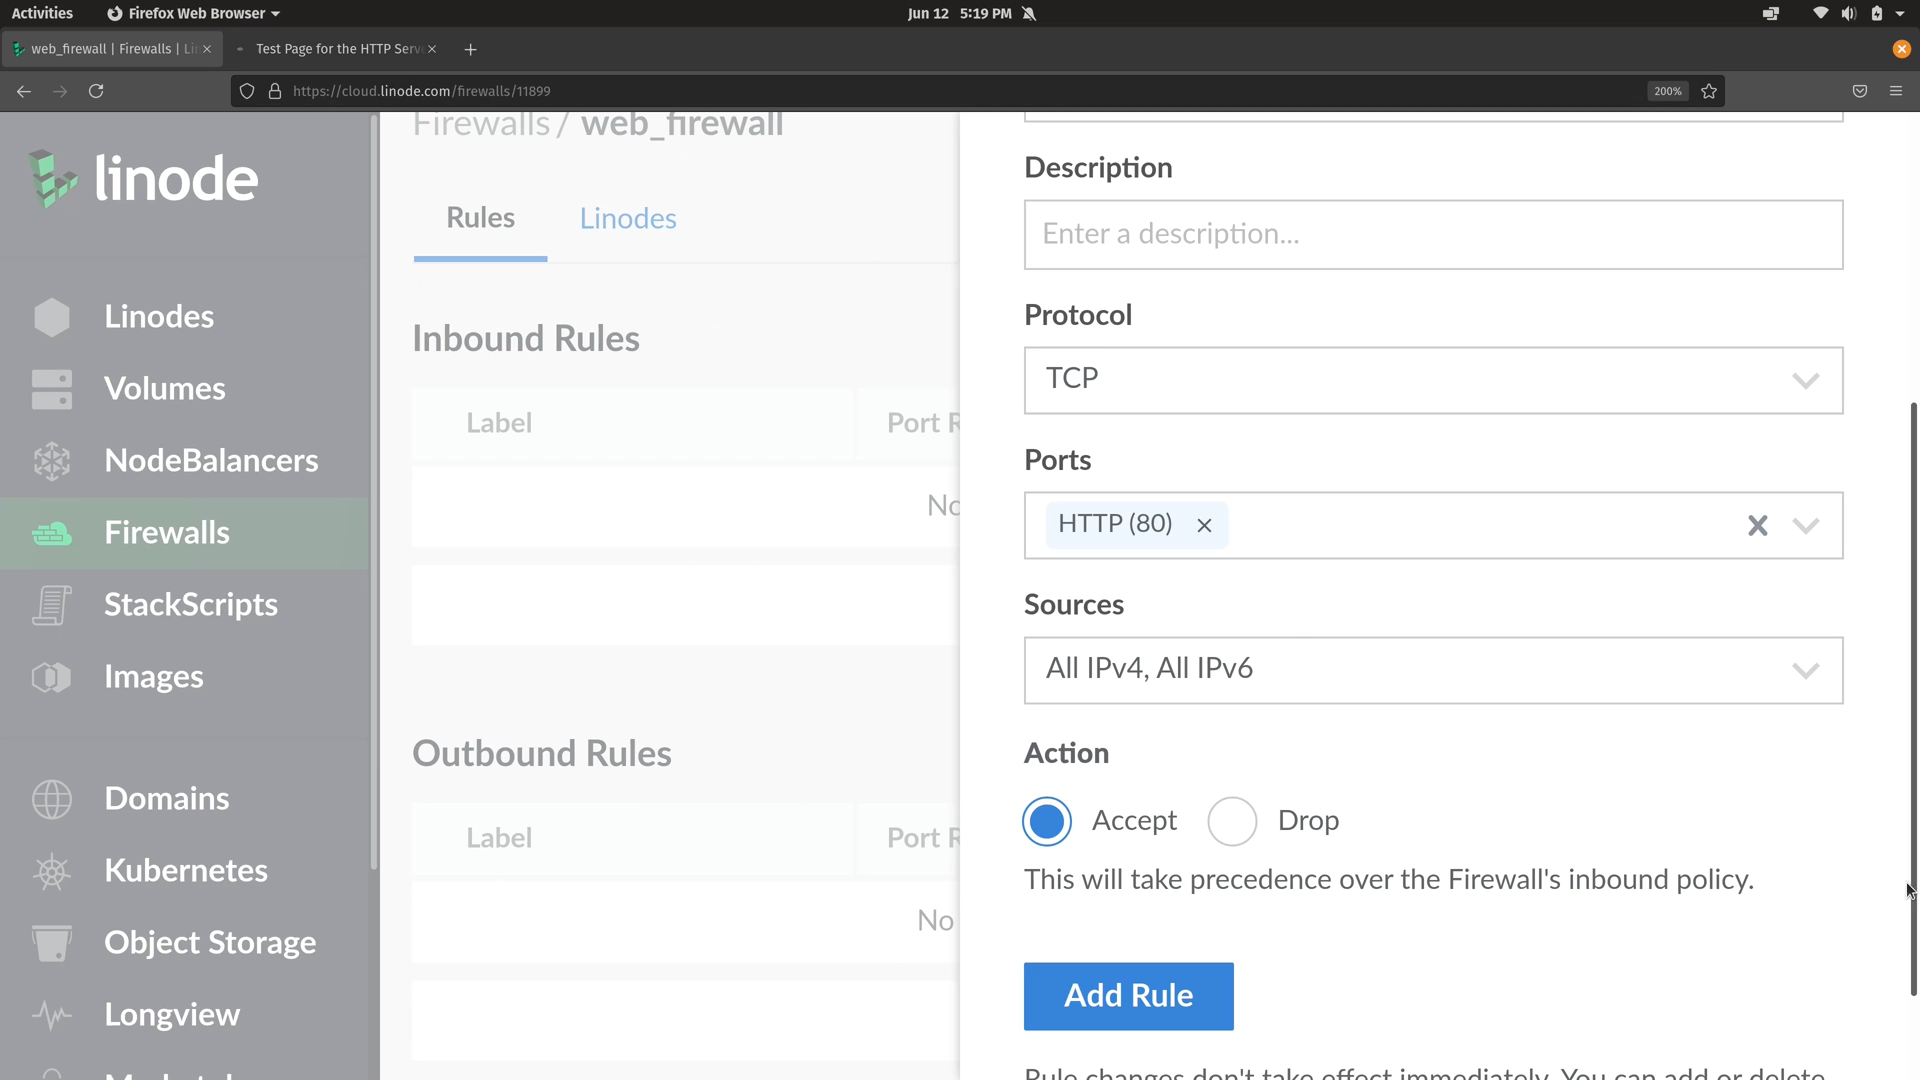 Activities
Firefox Web Browser
Jun 12 5:19 PM
web_firewall | Firewalls | Li
Test Page for the HTTP Serv
https://cloud.linode.com/firewalls/11899
200%
linode
Linodes
Volumes
NodeBalancers
Firewalls
StackScripts
Images
Domains
Kubernetes
Object Storage
Longview
Firewalls / web_firewall
Rules
Linodes
Inbound Rules
Label
Port R
No
Outbound Rules
Label
Port R
No
Description
Enter a description...
Protocol
TCP
Ports
HTTP (80)
Sources
All IPv4, All IPv6
Action
Accept
Drop
This will take precedence over the Firewall's inbound policy.
Add Rule
Rule changes don't take effect immediately. You can add or delete